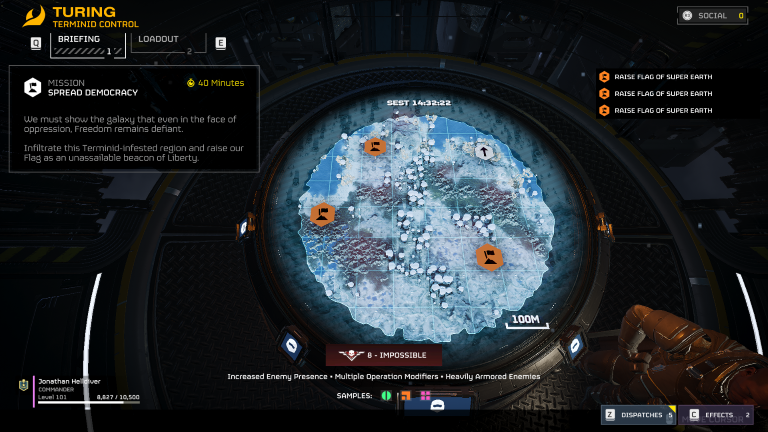 TURING
TERMINID CONTROL
SOCIAL 0
Q
BRIEFING
1
LOADOUT
2
E
MISSION
SPREAD DEMOCRACY
40 Minutes
We must show the galaxy that even in the face of
oppression, Freedom remains defiant.
Infiltrate this Terminid-infested region and raise our
Flag as an unassailable beacon of Liberty.
RAISE FLAG OF SUPER EARTH
RAISE FLAG OF SUPER EARTH
RAISE FLAG OF SUPER EARTH
SEST 14:32:22
100M
8 - IMPOSSIBLE
Increased Enemy Presence • Multiple Operation Modifiers • Heavily Armored Enemies
SAMPLES:
Jonathan Helldiver
COMMANDER
Level 101
8,827 / 10,500
Z DISPATCHES 5
C EFFECTS 2
CURSOR